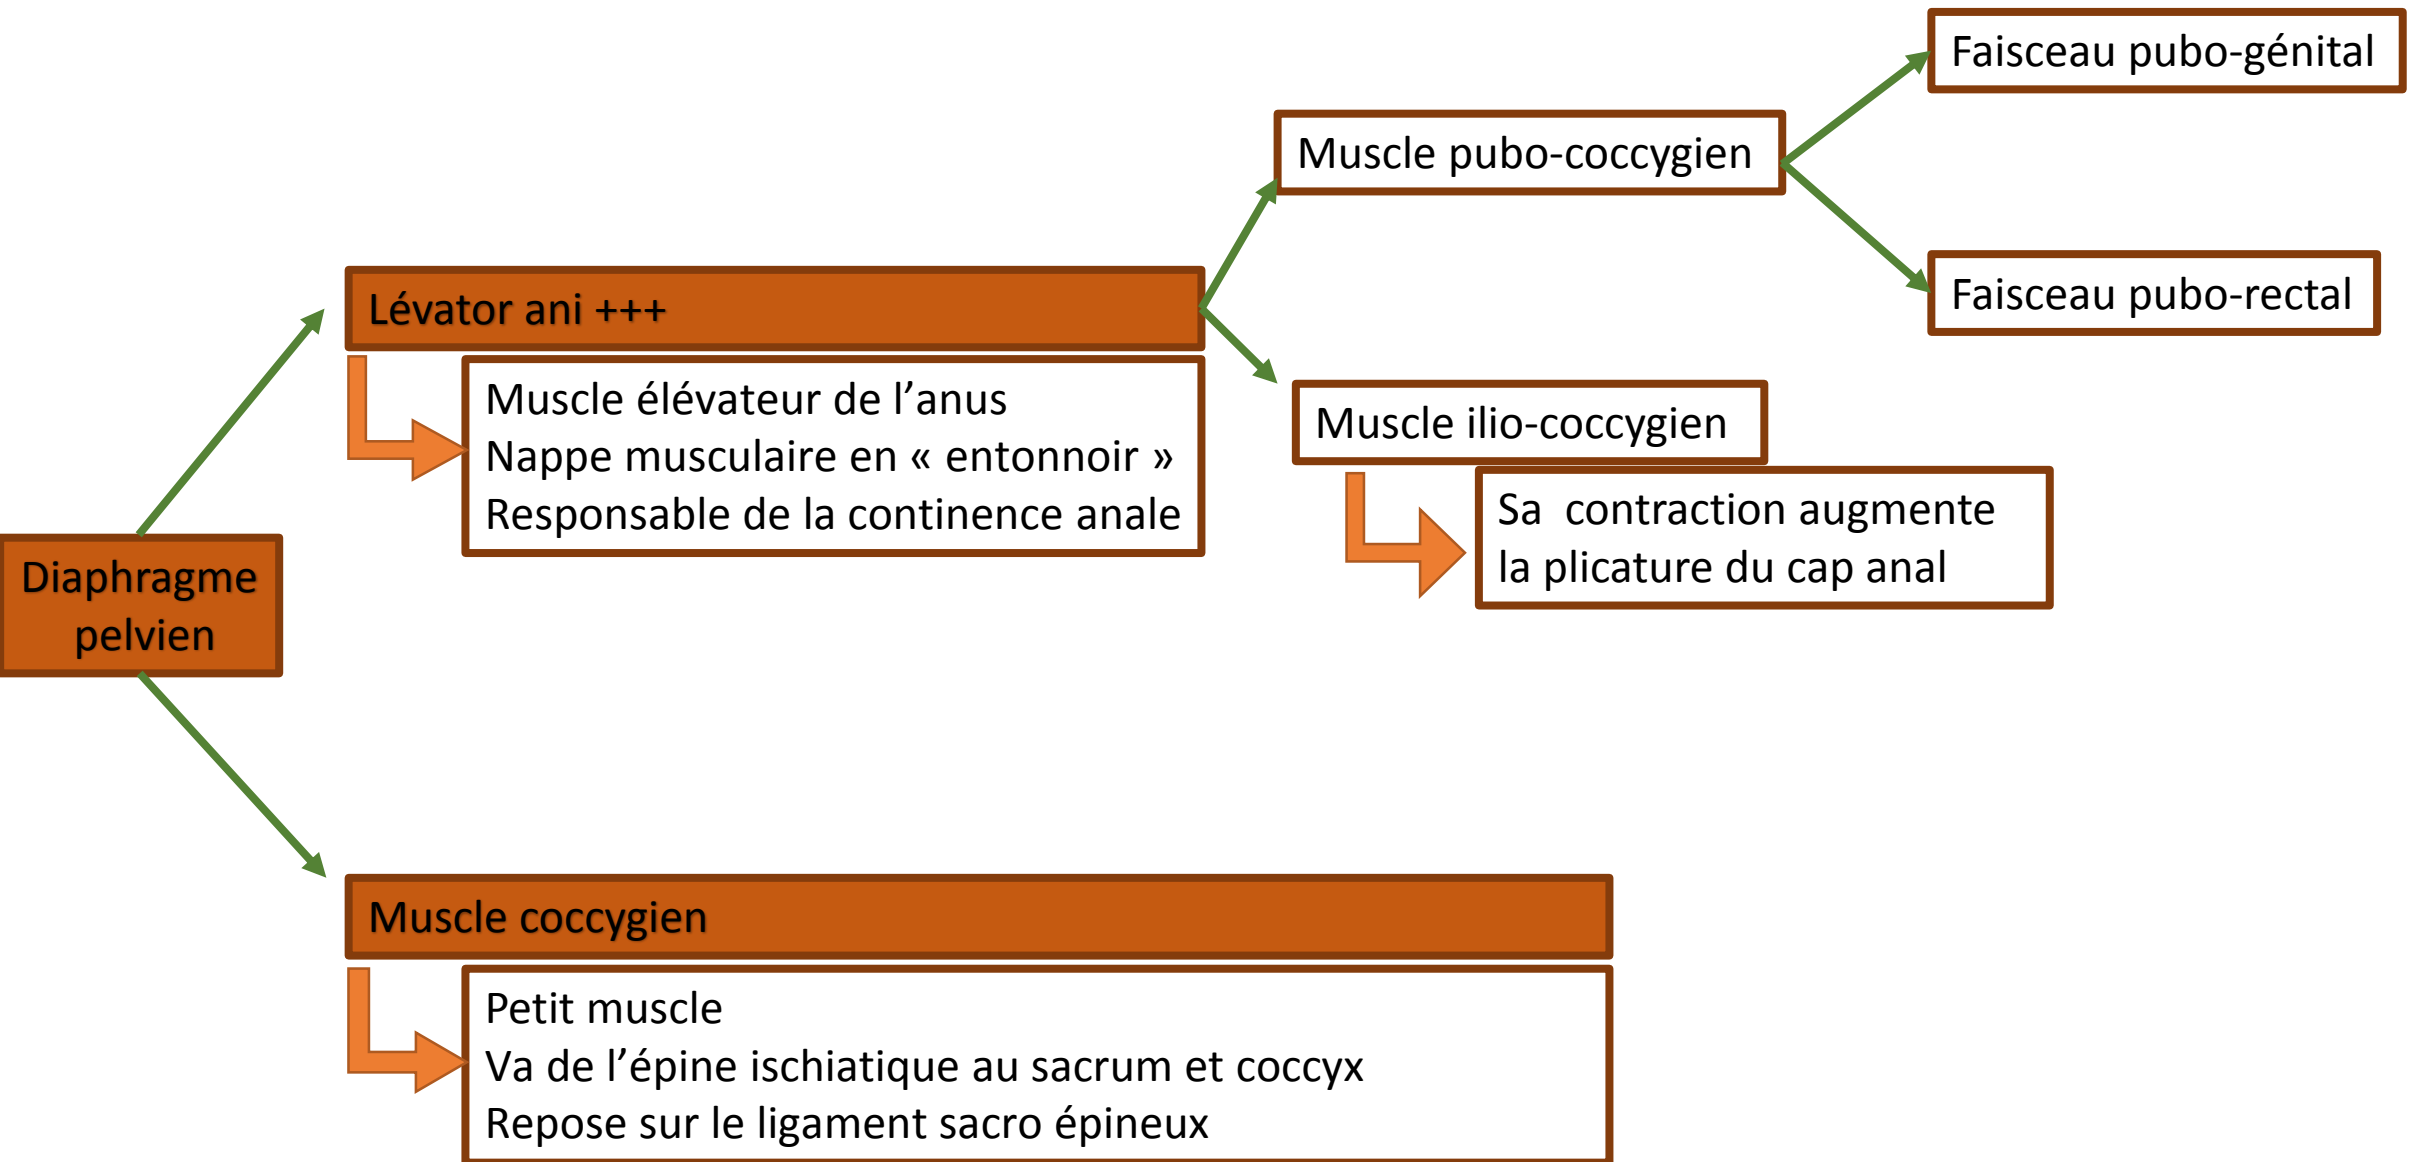 Faisceau pubo-génital
Muscle pubo-coccygien
Faisceau pubo-rectal
Lévator ani +++
Muscle élévateur de l’anus
Nappe musculaire en « entonnoir »
Responsable de la continence anale
Muscle ilio-coccygien
Sa  contraction augmente
la plicature du cap anal
Diaphragme
pelvien
Muscle coccygien
Petit muscle
Va de l’épine ischiatique au sacrum et coccyx
Repose sur le ligament sacro épineux